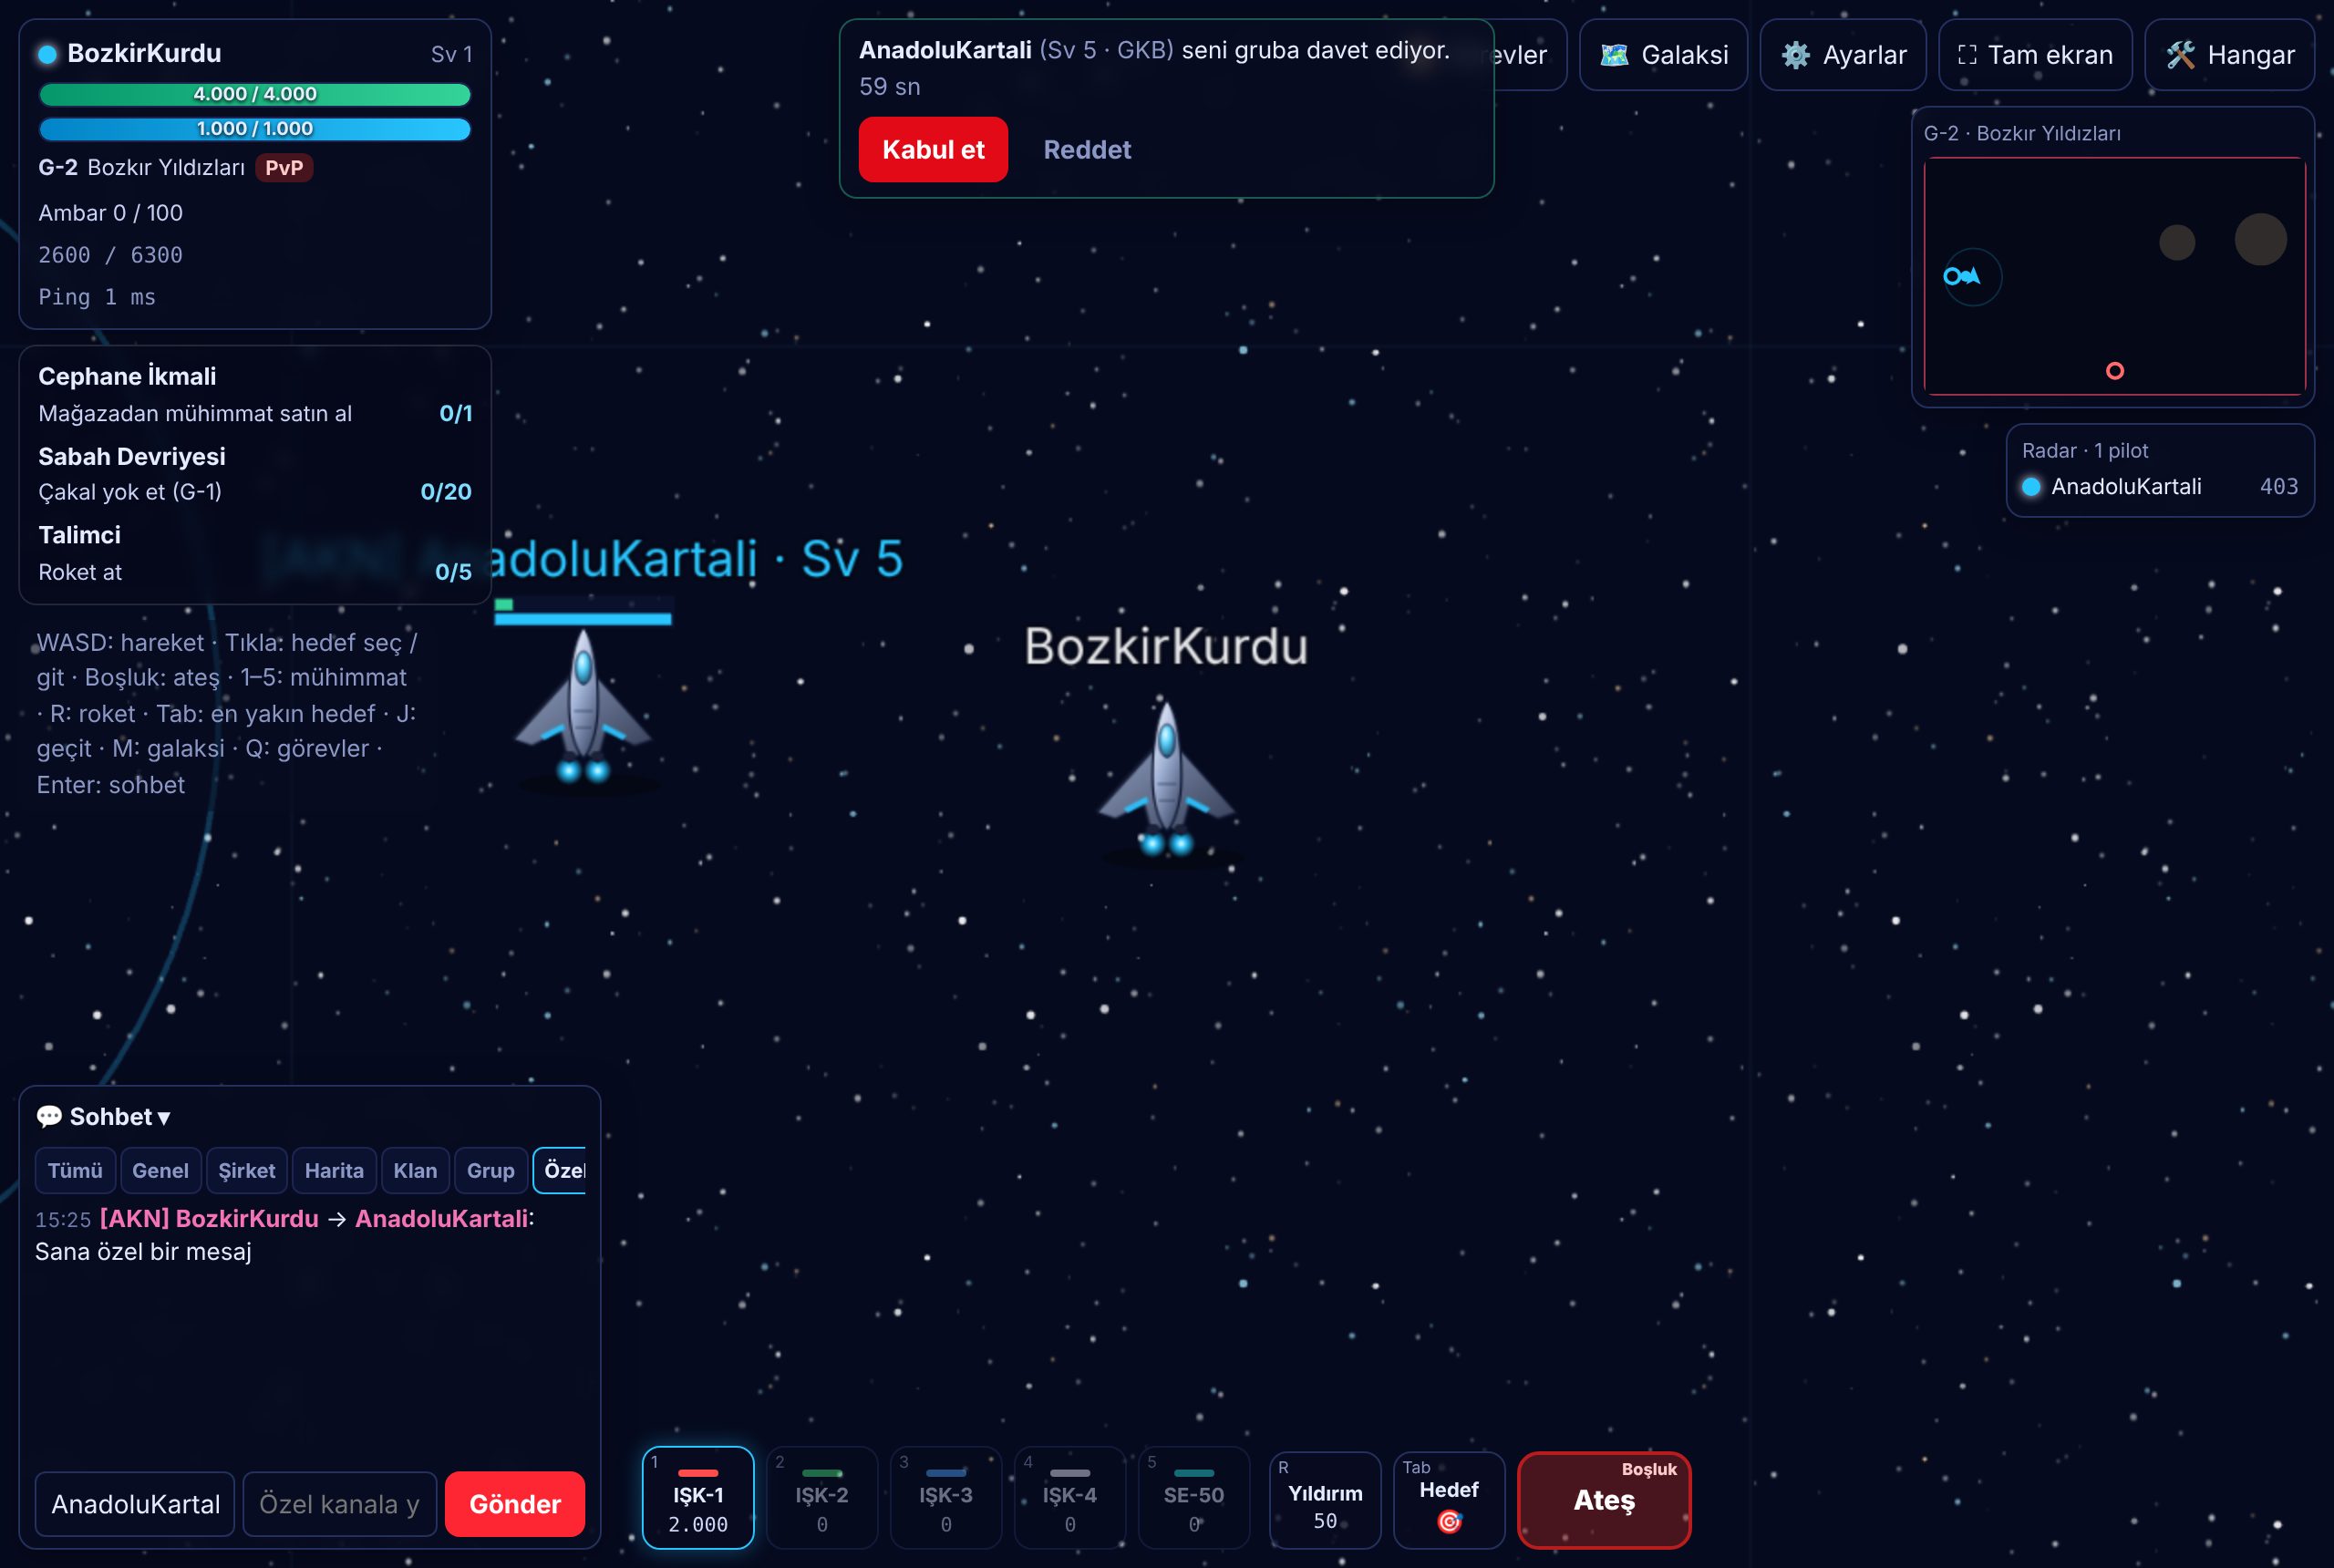 BozkirKurdu Sv 1
4.000 / 4.000
1.000 / 1.000
G-2 Bozkır Yıldızları PvP
Ambar 0 / 100
2600 / 6300
Ping 1 ms
AnadoluKartali (Sv 5 · GKB) seni gruba davet ediyor.
59 sn
Kabul et Reddet
evler
Galaksi
Ayarlar
Tam ekran
Hangar
G-2 · Bozkır Yıldızları
Radar · 1 pilot
AnadoluKartali 403
Cephane İkmali
Mağazadan mühimmat satın al 0/1
Sabah Devriyesi
Çakal yok et (G-1) 0/20
Talimci
Roket at 0/5
[AKN] AnadoluKartali · Sv 5
BozkirKurdu
WASD: hareket · Tıkla: hedef seç /
git · Boşluk: ateş · 1–5: mühimmat
· R: roket · Tab: en yakın hedef · J:
geçit · M: galaksi · Q: görevler ·
Enter: sohbet
Sohbet ▾
Tümü Genel Şirket Harita Klan Grup Özel
15:25 [AKN] BozkirKurdu → AnadoluKartali:
Sana özel bir mesaj
AnadoluKartal Özel kanala y Gönder
1 IŞK-1 2.000
2 IŞK-2 0
3 IŞK-3 0
4 IŞK-4 0
5 SE-50 0
R Yıldırım 50
Tab Hedef
Boşluk
Ateş